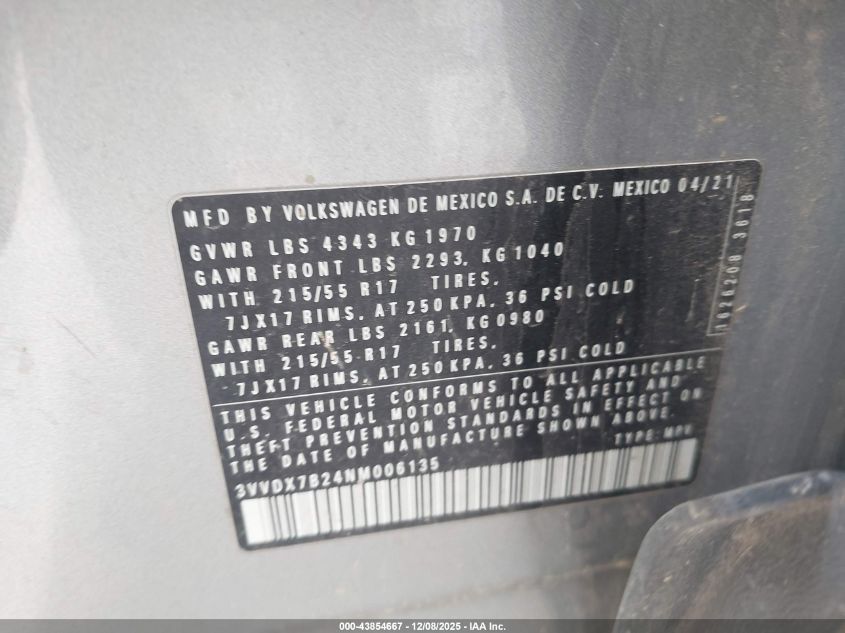 MFD BY VOLKSWAGEN DE MEXICO S.A. DE C.V. MEXICO 04/21
GVWR LBS 4343 KG 1970
GAWR FRONT LBS 2293, KG 1040
WITH 215/55 R17 TIRES,
7JX17 RIMS, AT 250 KPA, 36 PSI COLD
GAWR REAR LBS 2161, KG 0980
WITH 215/55 R17 TIRES,
7JX17 RIMS, AT 250 KPA, 36 PSI COLD
THIS VEHICLE CONFORMS TO ALL APPLICABLE
U.S. FEDERAL MOTOR VEHICLE SAFETY AND
THEFT PREVENTION STANDARDS IN EFFECT ON
THE DATE OF MANUFACTURE SHOWN ABOVE.
TYPE: MPV
3VVDX7B24NM006135
3618
000-43854667 - 12/08/2025 - IAA Inc.